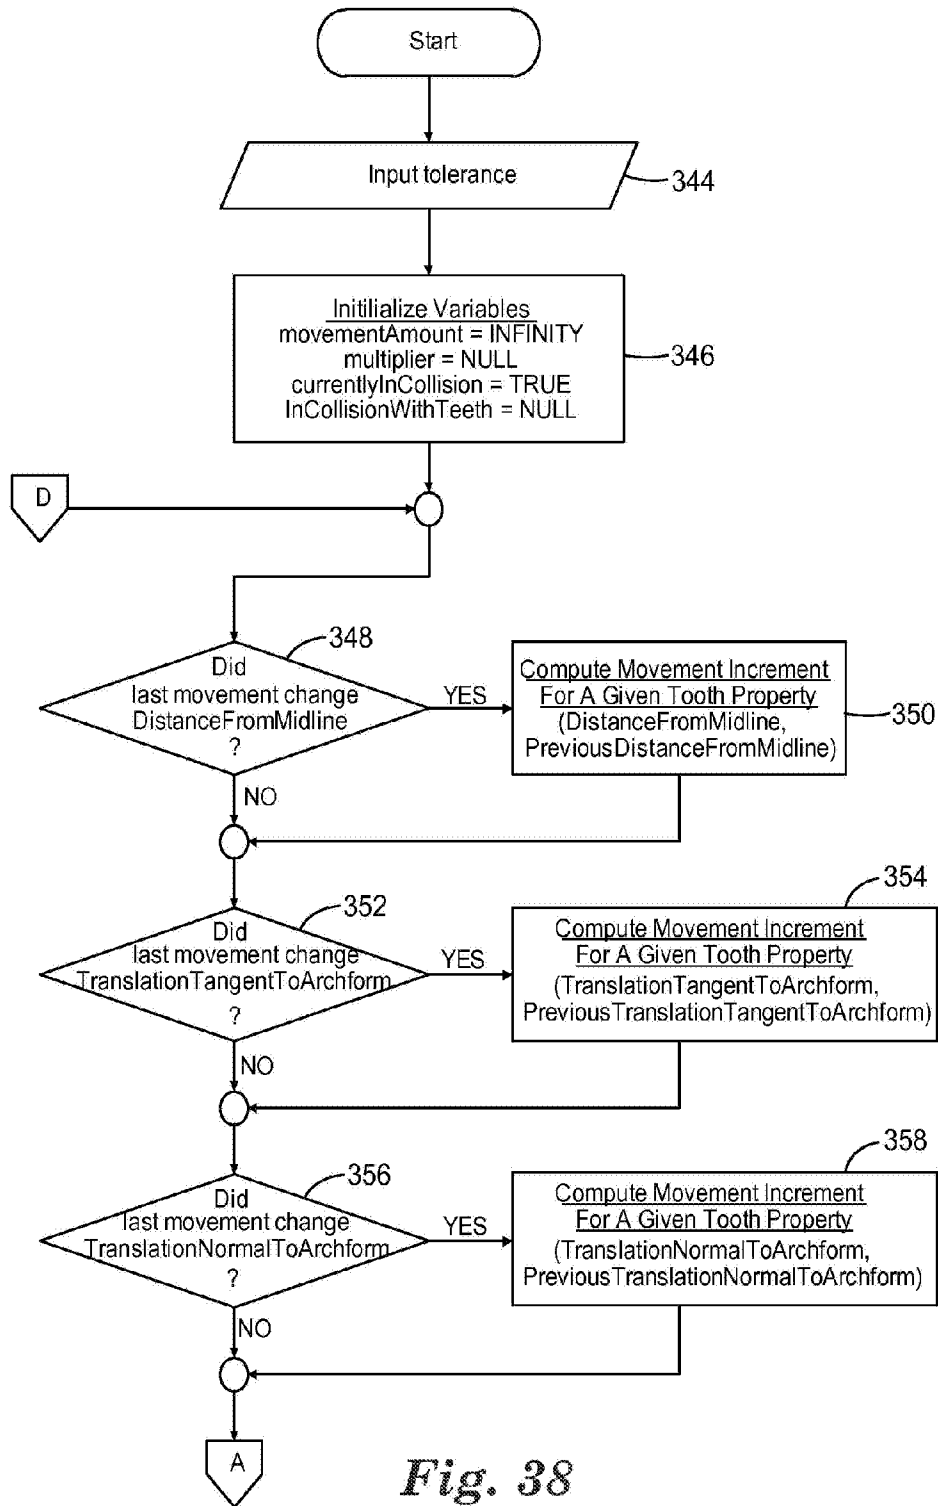 Start
Input tolerance
344
Initilialize Variables
movementAmount = INFINITY
multiplier = NULL
currentlyInCollision = TRUE
InCollisionWithTeeth = NULL
346
D
348
Did
last movement change
DistanceFromMidline
?
YES
NO
Compute Movement Increment
For A Given Tooth Property
(DistanceFromMidline,
PreviousDistanceFromMidline)
350
352
Did
last movement change
TranslationTangentToArchform
?
YES
NO
354
Compute Movement Increment
For A Given Tooth Property
(TranslationTangentToArchform,
PreviousTranslationTangentToArchform)
356
Did
last movement change
TranslationNormalToArchform
?
YES
NO
358
Compute Movement Increment
For A Given Tooth Property
(TranslationNormalToArchform,
PreviousTranslationNormalToArchform)
A
Fig. 38